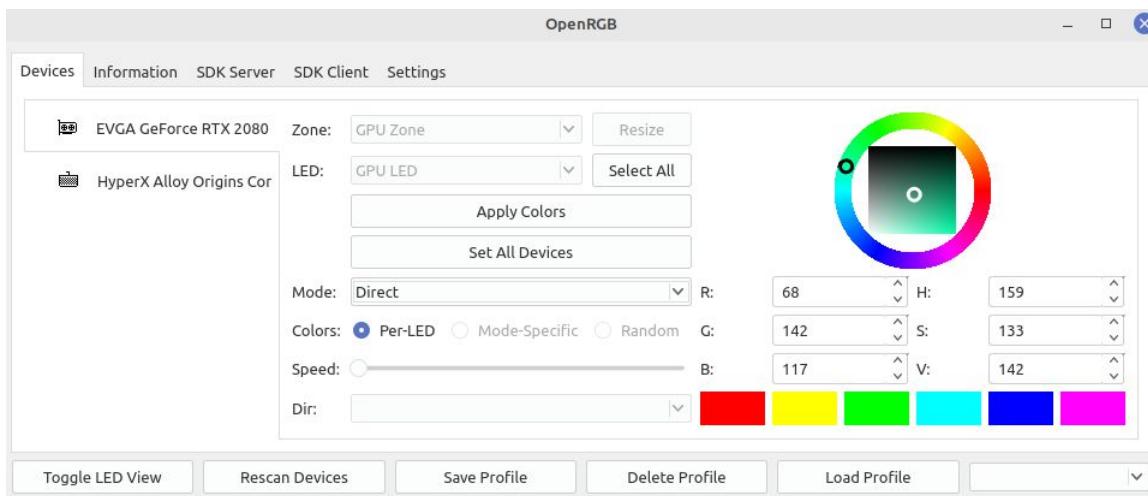 OpenRGB
Devices Information SDK Server SDK Client Settings
EVGA GeForce RTX 2080
HyperX Alloy Origins Cor
Zone: GPU Zone Resize
LED: GPU LED Select All
Apply Colors
Set All Devices
Mode: Direct
Colors: Per-LED Mode-Specific Random
Speed:
Dir:
R: 68 H: 159
G: 142 S: 133
B: 117 V: 142
Toggle LED View Rescan Devices Save Profile Delete Profile Load Profile